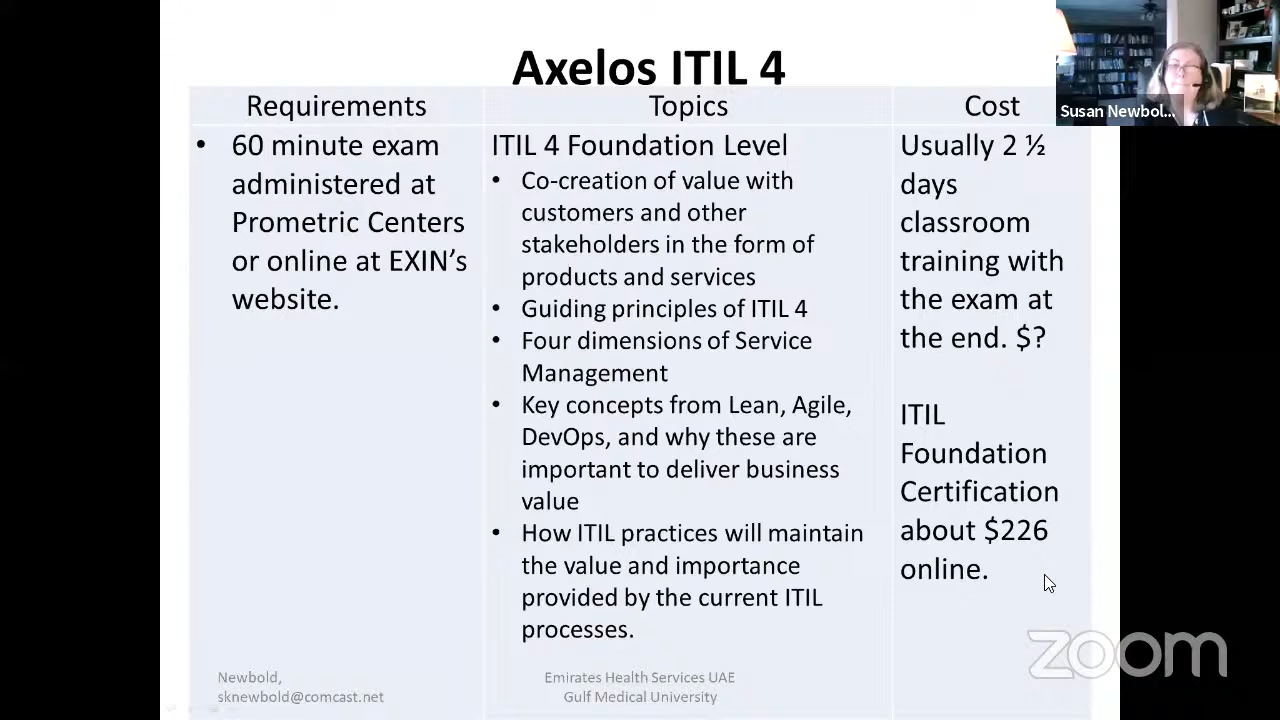 Axelos ITIL 4
Susan Newbol...
Requirements
Topics
Cost
• 60 minute exam
administered at
Prometric Centers
or online at EXIN's
website.
ITIL 4 Foundation Level
• Co-creation of value with
customers and other
stakeholders in the form of
products and services
• Guiding principles of ITIL 4
• Four dimensions of Service
Management
• Key concepts from Lean, Agile,
DevOps, and why these are
important to deliver business
value
• How ITIL practices will maintain
the value and importance
provided by the current ITIL
processes.
Usually 2 ½
days
classroom
training with
the exam at
the end. $?
ITIL
Foundation
Certification
about $226
online.
Newbold,
sknewbold@comcast.net
Emirates Health Services UAE
Gulf Medical University
zoom